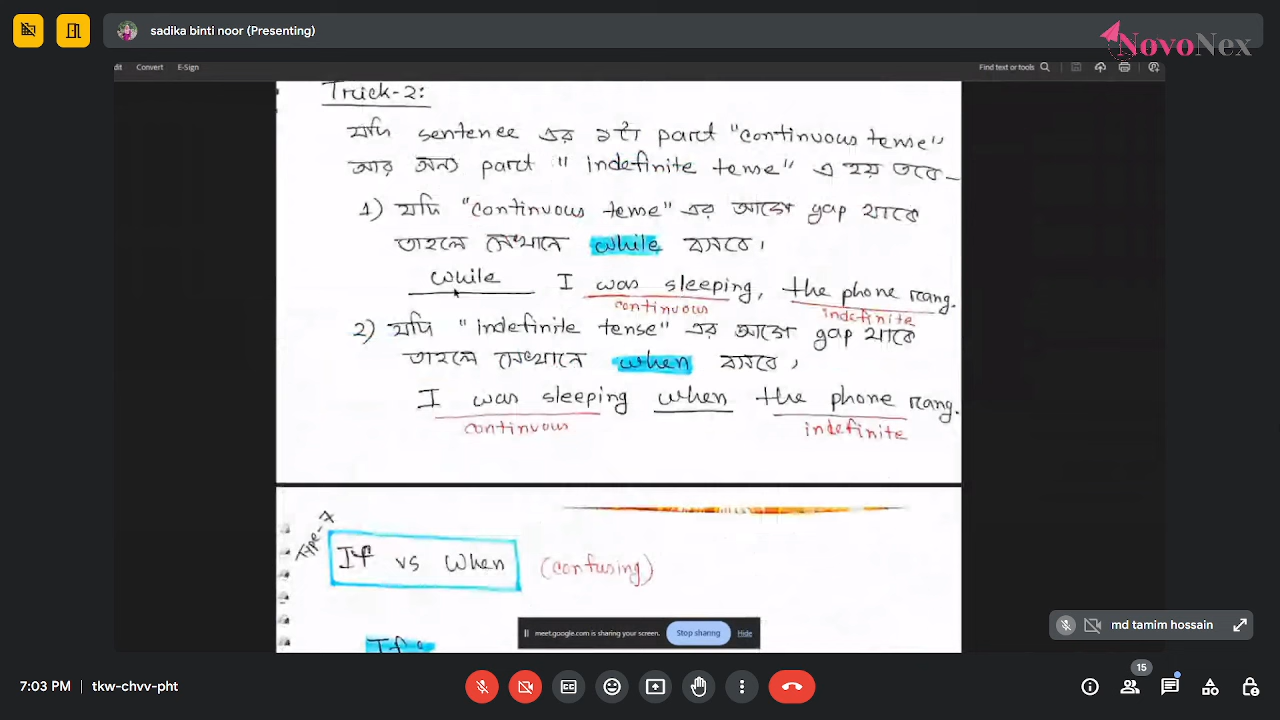 sadika binti noor (Presenting)
NovoNex
dit Convert E-Sign
Find text or tools
Trick-2:
যদি sentence এর ১টা part "continuous tense"
আর অন্য part "indefinite tense" এ হয় তবে-
1) যদি "continuous tense" এর আগে gap থাকে
তাহলে সেখানে while বসবে।
while I was sleeping, the phone rang.
continuous indefinite
2) যদি "indefinite tense" এর আগে gap থাকে
তাহলে সেখানে when বসবে,
I was sleeping when the phone rang.
continuous indefinite
Type-7
If vs When (confusing)
meet.google.com is sharing your screen. Stop sharing Hide
If
md tamim hossain
15
7:03 PM | tkw-chvv-pht